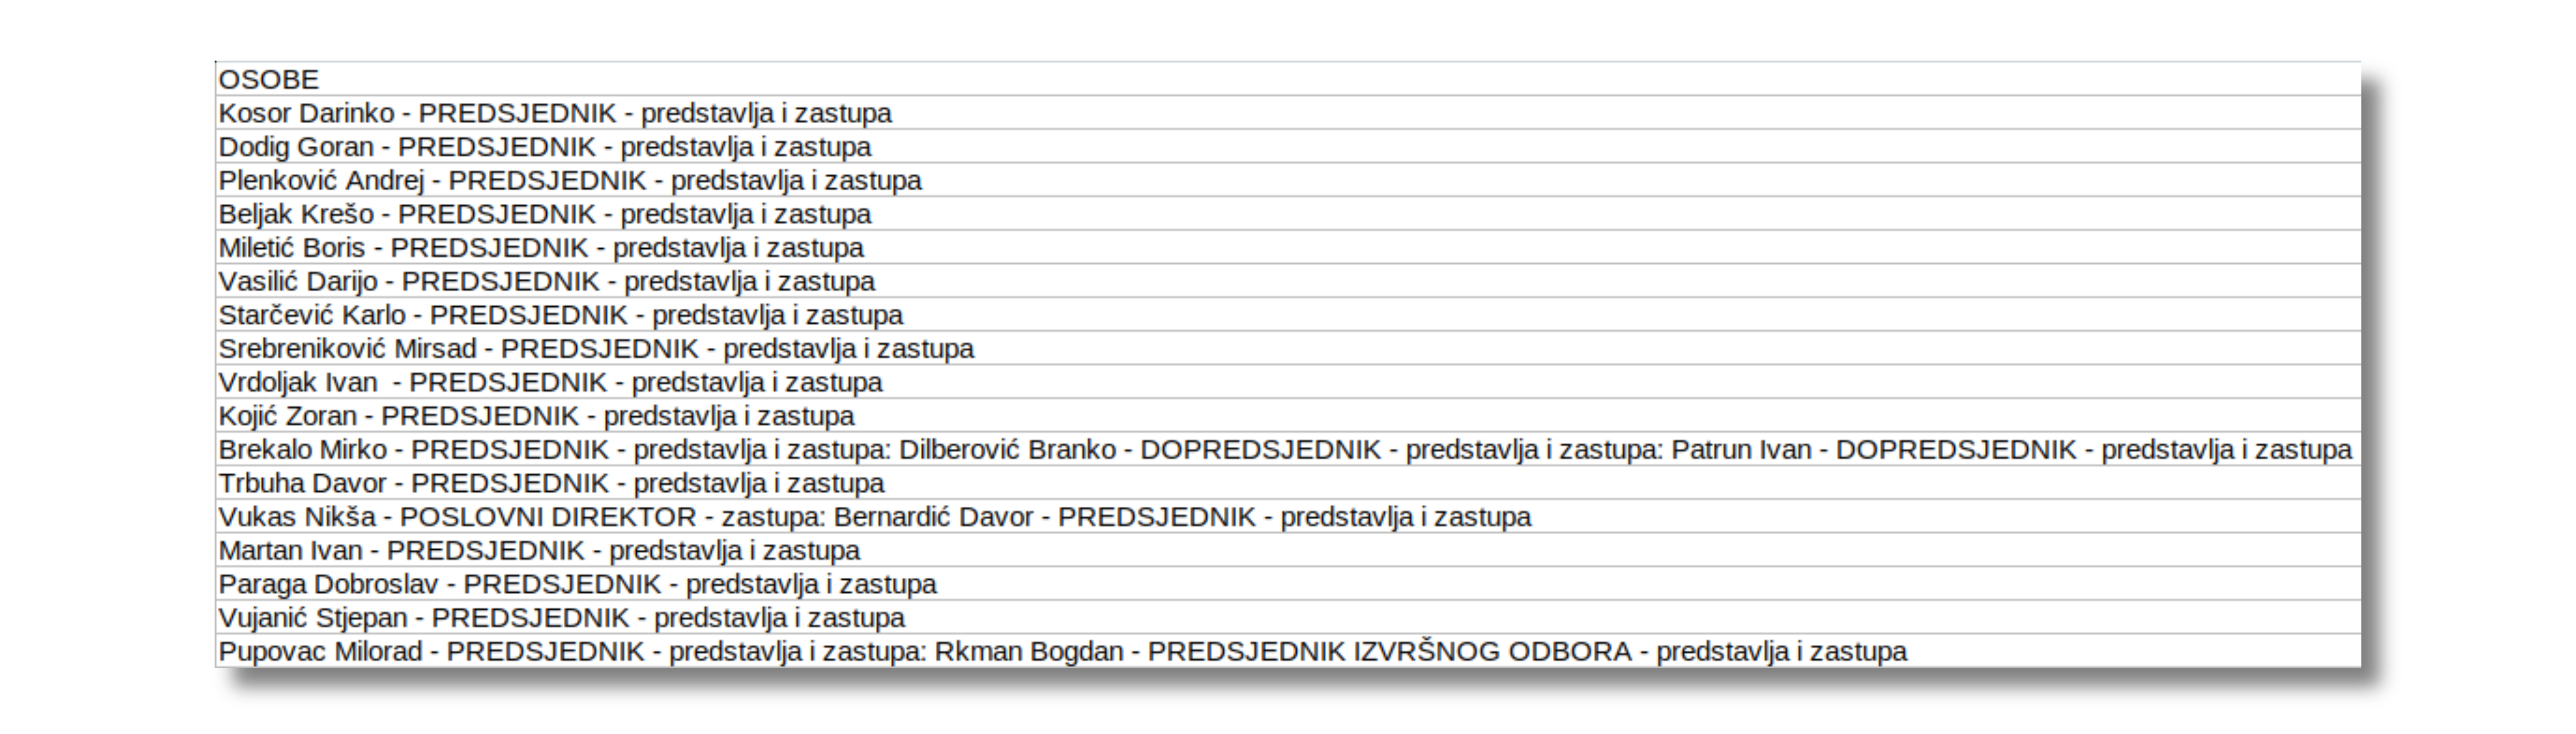 OSOBE
Kosor Darinko - PREDSJEDNIK - predstavlja i zastupa
Dodig Goran - PREDSJEDNIK - predstavlja i zastupa
Plenković Andrej - PREDSJEDNIK - predstavlja i zastupa
Beljak Krešo - PREDSJEDNIK - predstavlja i zastupa
Miletić Boris - PREDSJEDNIK - predstavlja i zastupa
Vasilić Darijo - PREDSJEDNIK - predstavlja i zastupa
Starčević Karlo - PREDSJEDNIK - predstavlja i zastupa
Srebreniković Mirsad - PREDSJEDNIK - predstavlja i zastupa
Vrdoljak Ivan  - PREDSJEDNIK - predstavlja i zastupa
Kojić Zoran - PREDSJEDNIK - predstavlja i zastupa
Brekalo Mirko - PREDSJEDNIK - predstavlja i zastupa: Dilberović Branko - DOPREDSJEDNIK - predstavlja i zastupa: Patrun Ivan - DOPREDSJEDNIK - predstavlja i zastupa
Trbuha Davor - PREDSJEDNIK - predstavlja i zastupa
Vukas Nikša - POSLOVNI DIREKTOR - zastupa: Bernardić Davor - PREDSJEDNIK - predstavlja i zastupa
Martan Ivan - PREDSJEDNIK - predstavlja i zastupa
Paraga Dobroslav - PREDSJEDNIK - predstavlja i zastupa
Vujanić Stjepan - PREDSJEDNIK - predstavlja i zastupa
Pupovac Milorad - PREDSJEDNIK - predstavlja i zastupa: Rkman Bogdan - PREDSJEDNIK IZVRŠNOG ODBORA - predstavlja i zastupa